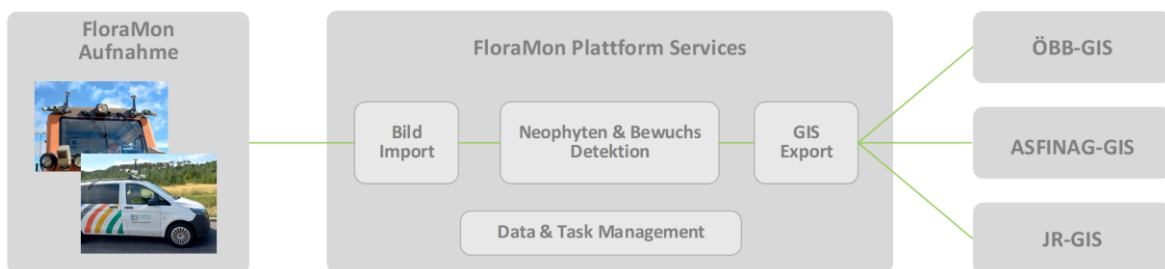 FloraMon
Aufnahme
FloraMon Plattform Services
Bild
Import
Neophyten & Bewuchs
Detektion
GIS
Export
Data & Task Management
ÖBB-GIS
ASFINAG-GIS
JR-GIS